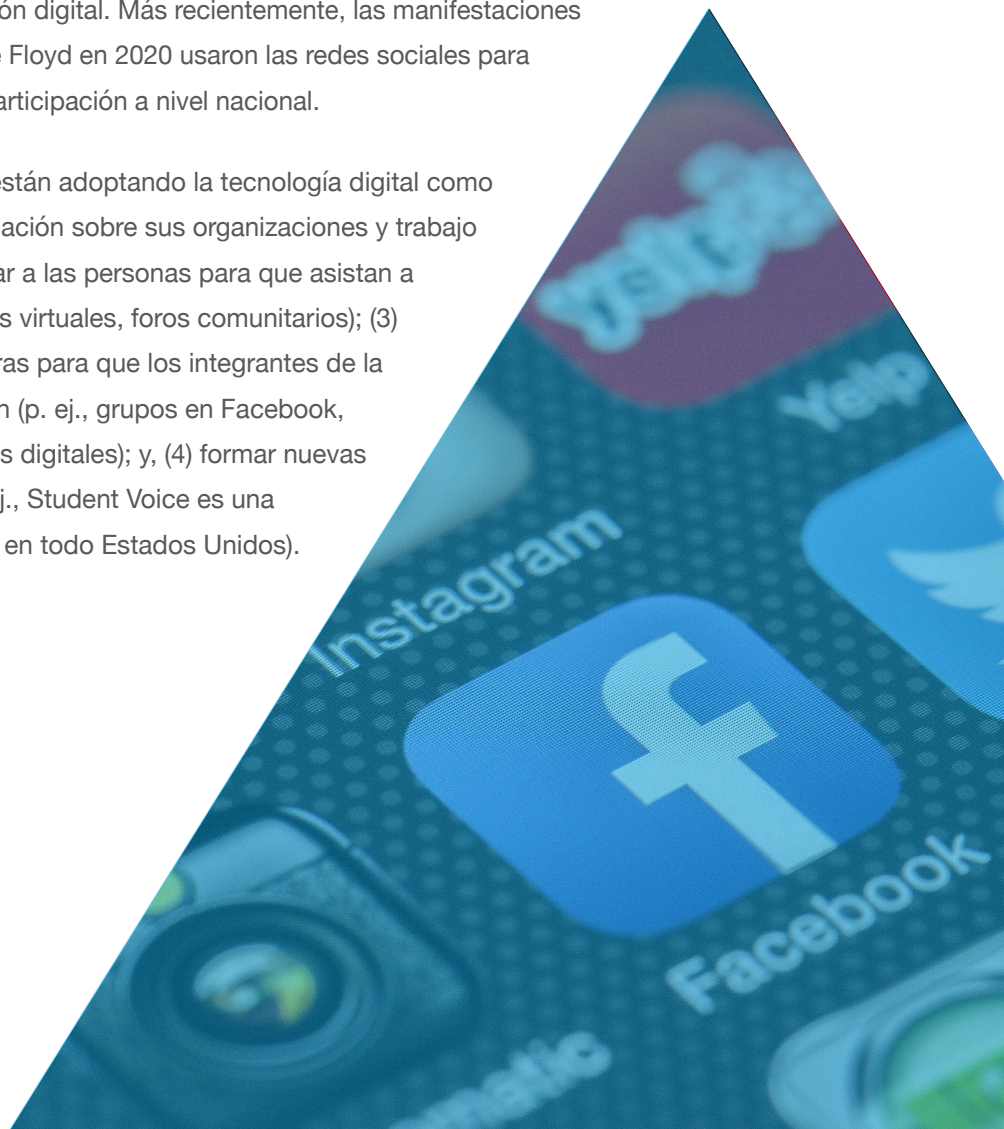 ón digital. Más recientemente, las manifestaciones
e Floyd en 2020 usaron las redes sociales para
articipación a nivel nacional.
están adoptando la tecnología digital como
ación sobre sus organizaciones y trabajo
ar a las personas para que asistan a
s virtuales, foros comunitarios); (3)
ras para que los integrantes de la
n (p. ej., grupos en Facebook,
s digitales); y, (4) formar nuevas
j., Student Voice es una
en todo Estados Unidos).
yelp
Yelp
Instagram
Facebook
matic